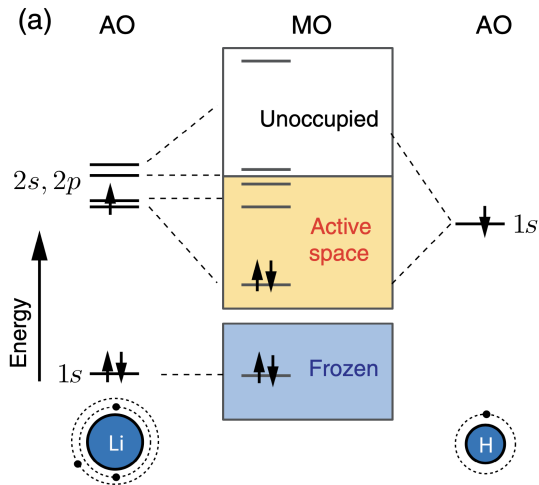 (a)
AO
MO
AO
Unoccupied
2s, 2p
1s
Active
space
Energy
1s
Frozen
Li
H